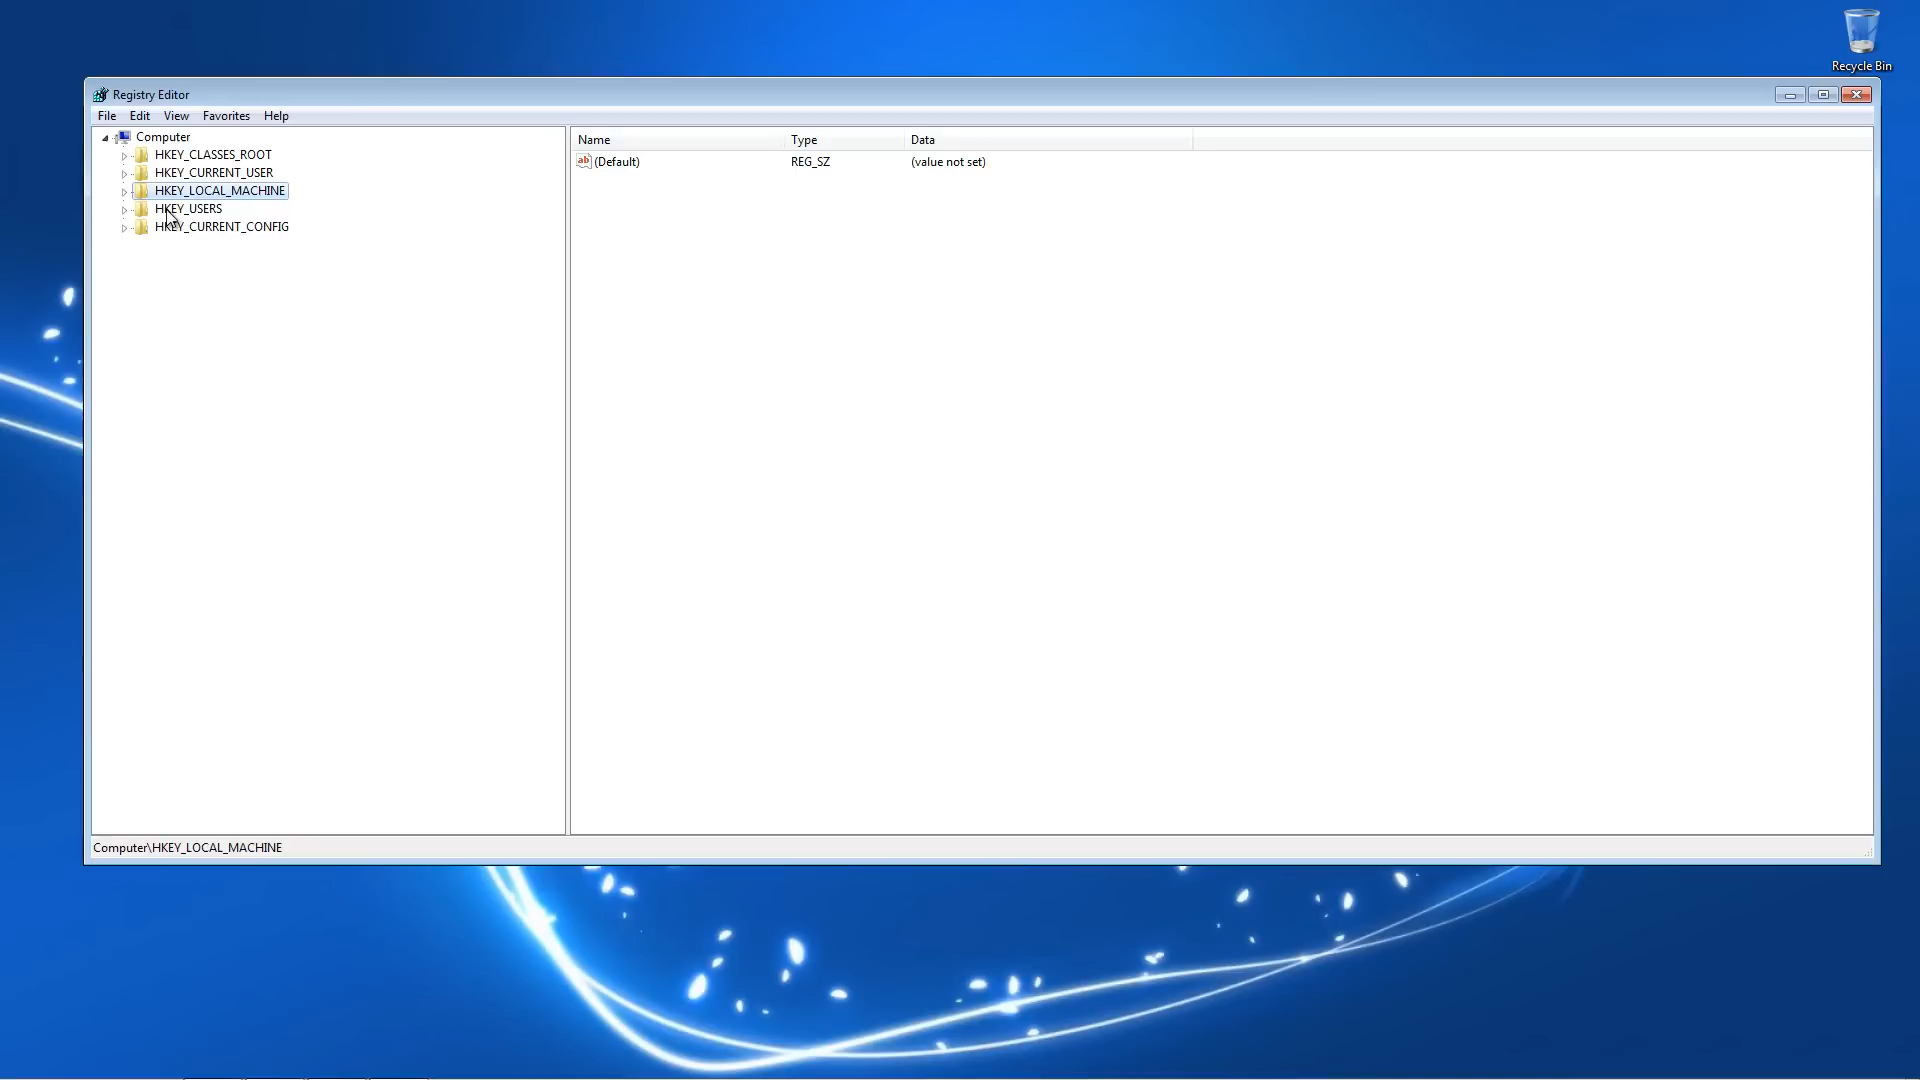 Recycle Bin
Registry Editor
File Edit View Favorites Help
Computer
HKEY_CLASSES_ROOT
HKEY_CURRENT_USER
HKEY_LOCAL_MACHINE
HKEY_USERS
HKEY_CURRENT_CONFIG
Name Type Data
ab (Default) REG_SZ (value not set)
Computer\HKEY_LOCAL_MACHINE